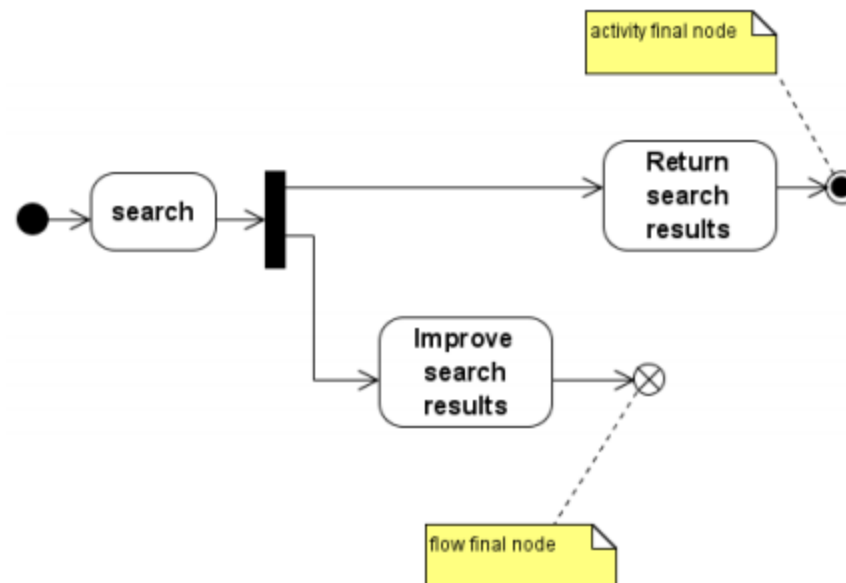 activity final node
Return
search
results
search
Improve
search
results
flow final node